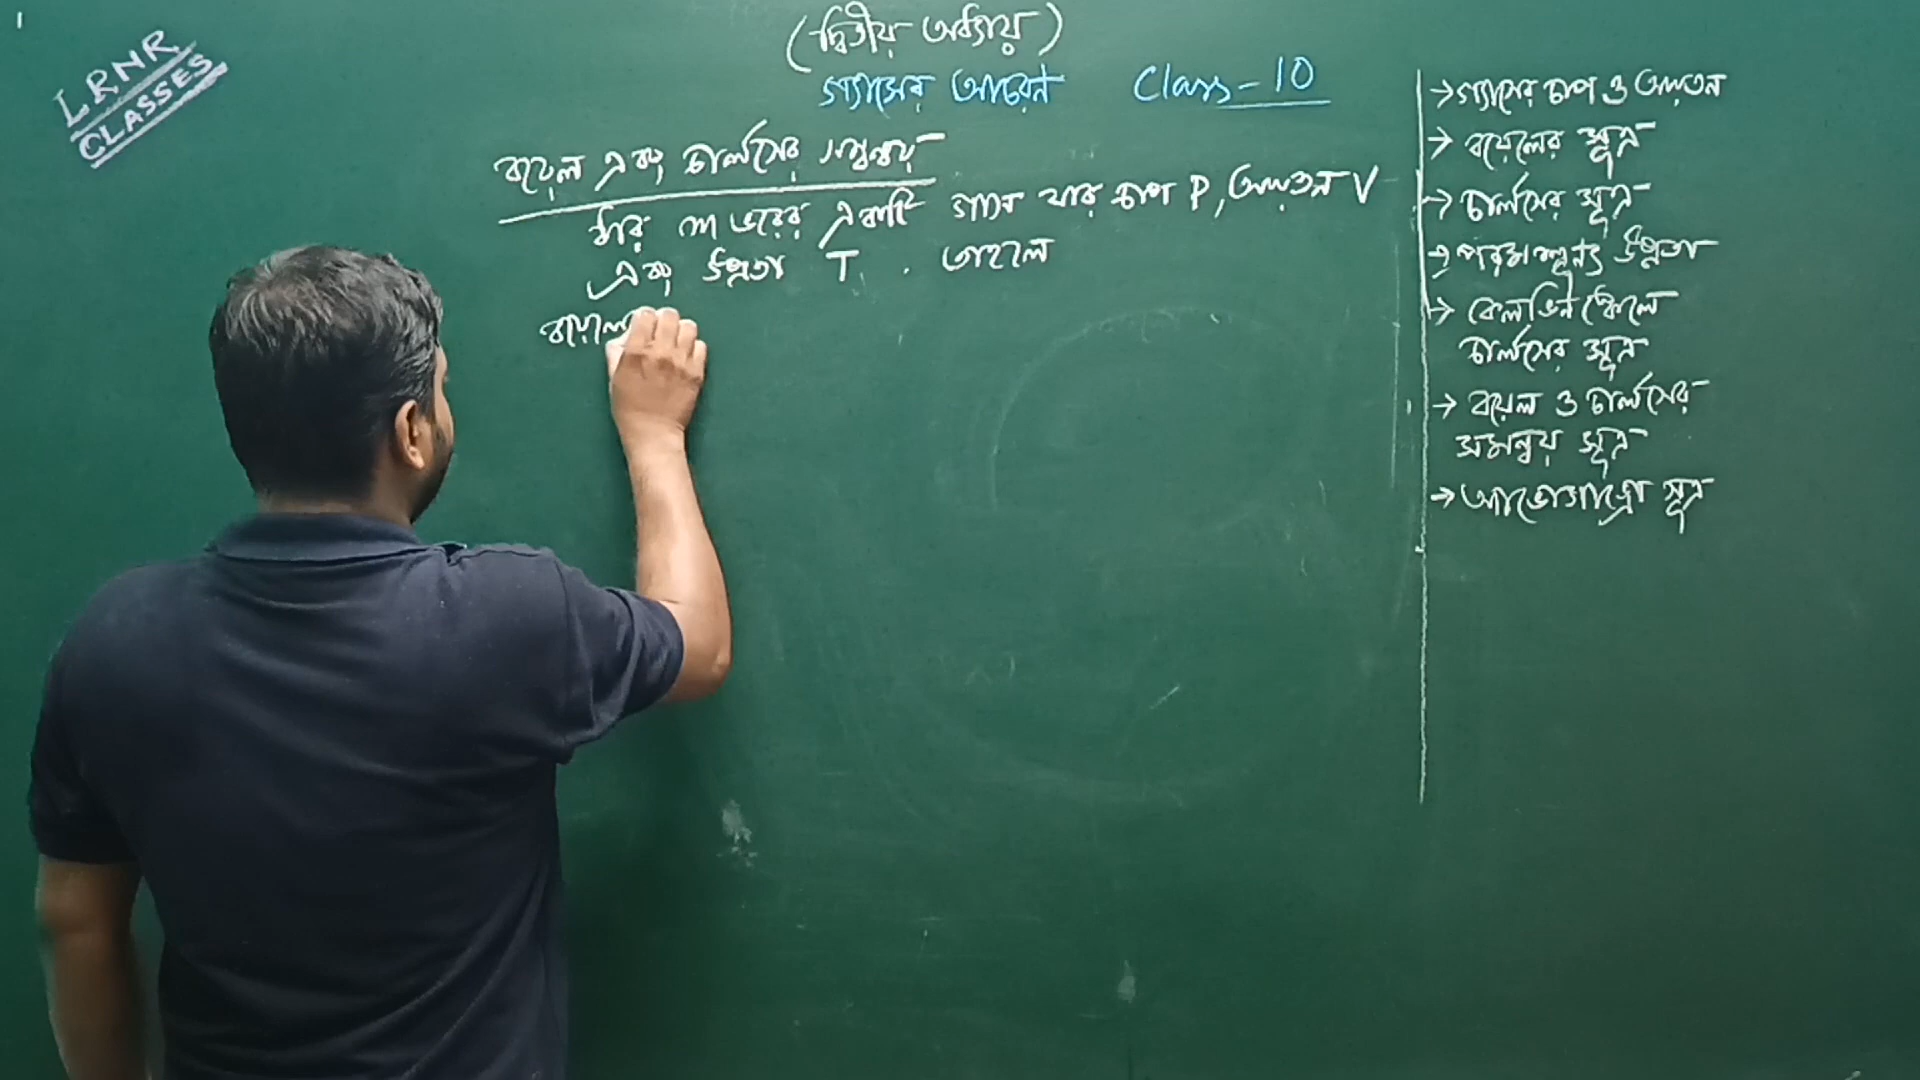 LRNR
CLASSES
(দ্বিতীয় অধ্যায়)
গ্যাসের আচরণ Class - 10
বয়েল এবং চার্লসের সমন্বয়
ধরি m ভরের একটি গ্যাস যার চাপ P, আয়তন V
এবং উষ্ণতা T. তাহলে
বয়েলে
→ গ্যাসের চাপ ও আয়তন
→ বয়েলের সূত্র
→ চার্লসের সূত্র
→ পরমশূন্য উষ্ণতা
→ কেলভিন স্কেলে
চার্লসের সূত্র
→ বয়েল ও চার্লসের
সমন্বয় সূত্র
→ অ্যাভোগাড্রো সূত্র